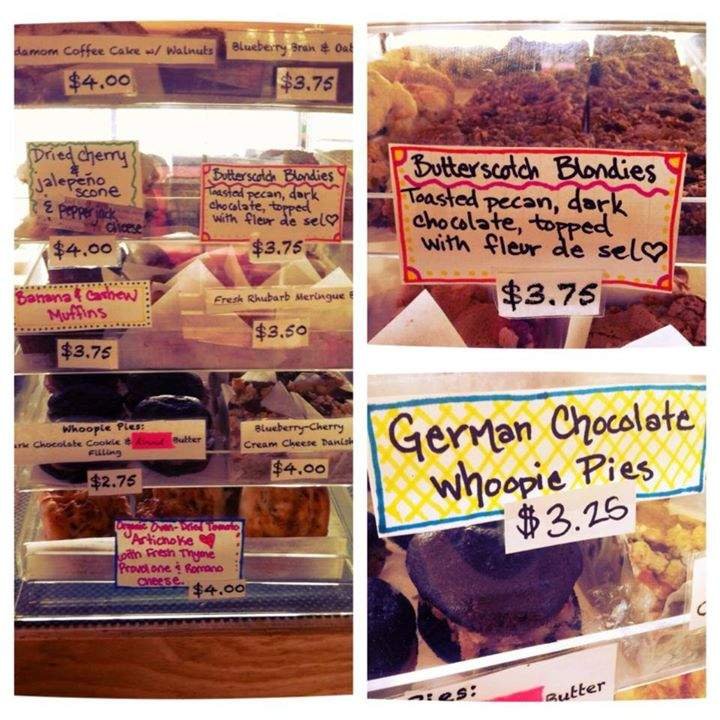 damom Coffee Cake w/ Walnuts
$4.00
Blueberry Bran & Oat
$3.75
Dried Cherry
&
jalepeño
scone
& Pepper jack
cheese
$4.00
Butterscotch Blondies
Toasted pecan, dark
chocolate, topped
with fleur de sel♡
$3.75
Banana & Cashew
Muffins
$3.75
Fresh Rhubarb Meringue
$3.50
Whoopie Pies:
ark Chocolate Cookie & Almond Butter
Filling
$2.75
Blueberry-Cherry
Cream Cheese Danish
$4.00
Organic Oven-Dried Tomato
Artichoke ♥
with Fresh Thyme
Provolone & Romano
Cheese.
$4.00
Butterscotch Blondies
Toasted pecan, dark
chocolate, topped
with fleur de sel♡
$3.75
German Chocolate
Whoopie Pies
$3.25
ies:
Butter